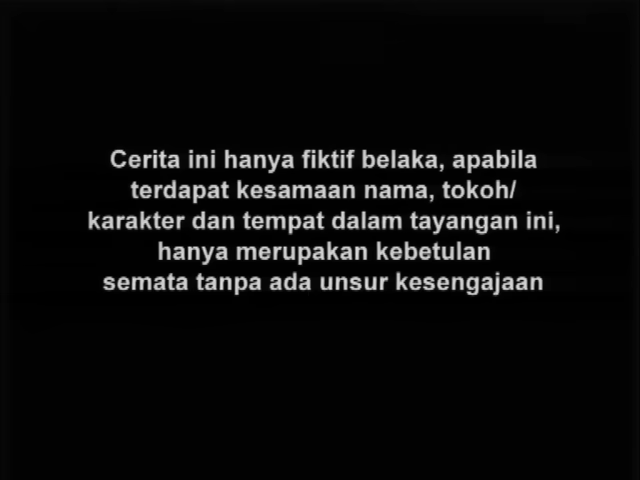 Cerita ini hanya fiktif belaka, apabila
terdapat kesamaan nama, tokoh/
karakter dan tempat dalam tayangan ini,
hanya merupakan kebetulan
semata tanpa ada unsur kesengajaan